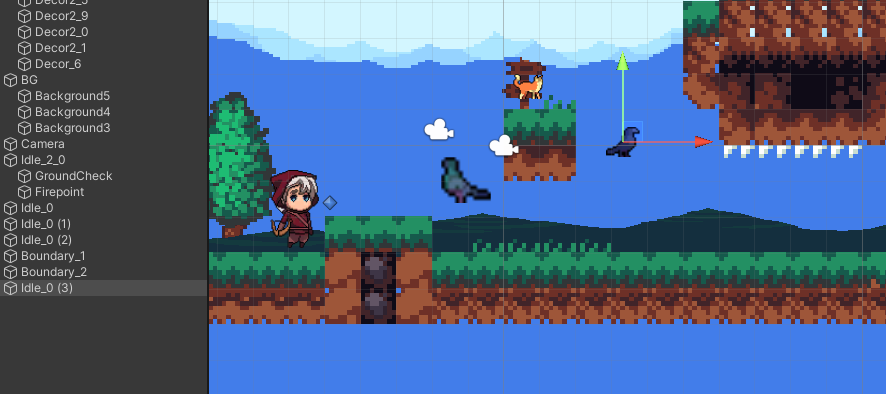 Decor2_9
Decor2_0
Decor2_1
Decor_6
BG
Background5
Background4
Background3
Camera
Idle_2_0
GroundCheck
Firepoint
Idle_0
Idle_0 (1)
Idle_0 (2)
Boundary_1
Boundary_2
Idle_0 (3)